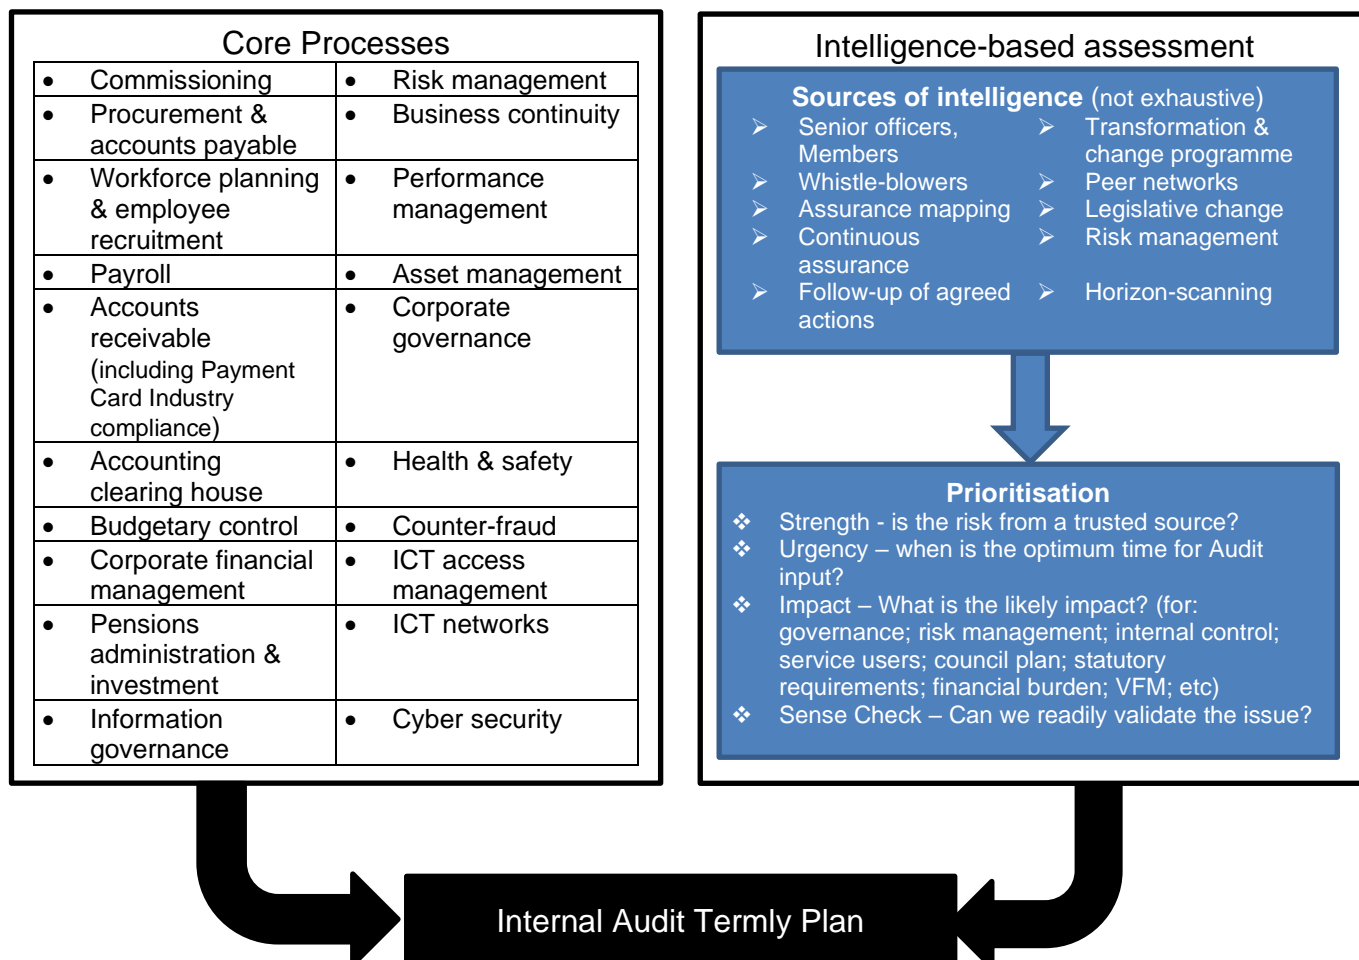 Core Processes
• Commissioning
• Risk management
• Procurement &
accounts payable
• Business continuity
• Workforce planning
& employee
recruitment
• Performance
management
• Payroll
• Asset management
• Accounts
receivable
(including Payment
Card Industry
compliance)
• Corporate
governance
• Accounting
clearing house
• Health & safety
• Budgetary control
• Counter-fraud
• Corporate financial
management
• ICT access
management
• Pensions
administration &
investment
• ICT networks
• Information
governance
• Cyber security
Intelligence-based assessment
Sources of intelligence (not exhaustive)
➢ Senior officers,
Members
➢ Transformation &
change programme
➢ Whistle-blowers
➢ Peer networks
➢ Assurance mapping
➢ Legislative change
➢ Continuous
assurance
➢ Risk management
➢ Follow-up of agreed
actions
➢ Horizon-scanning
Prioritisation
❖ Strength - is the risk from a trusted source?
❖ Urgency – when is the optimum time for Audit
input?
❖ Impact – What is the likely impact? (for:
governance; risk management; internal control;
service users; council plan; statutory
requirements; financial burden; VFM; etc)
❖ Sense Check – Can we readily validate the issue?
Internal Audit Termly Plan